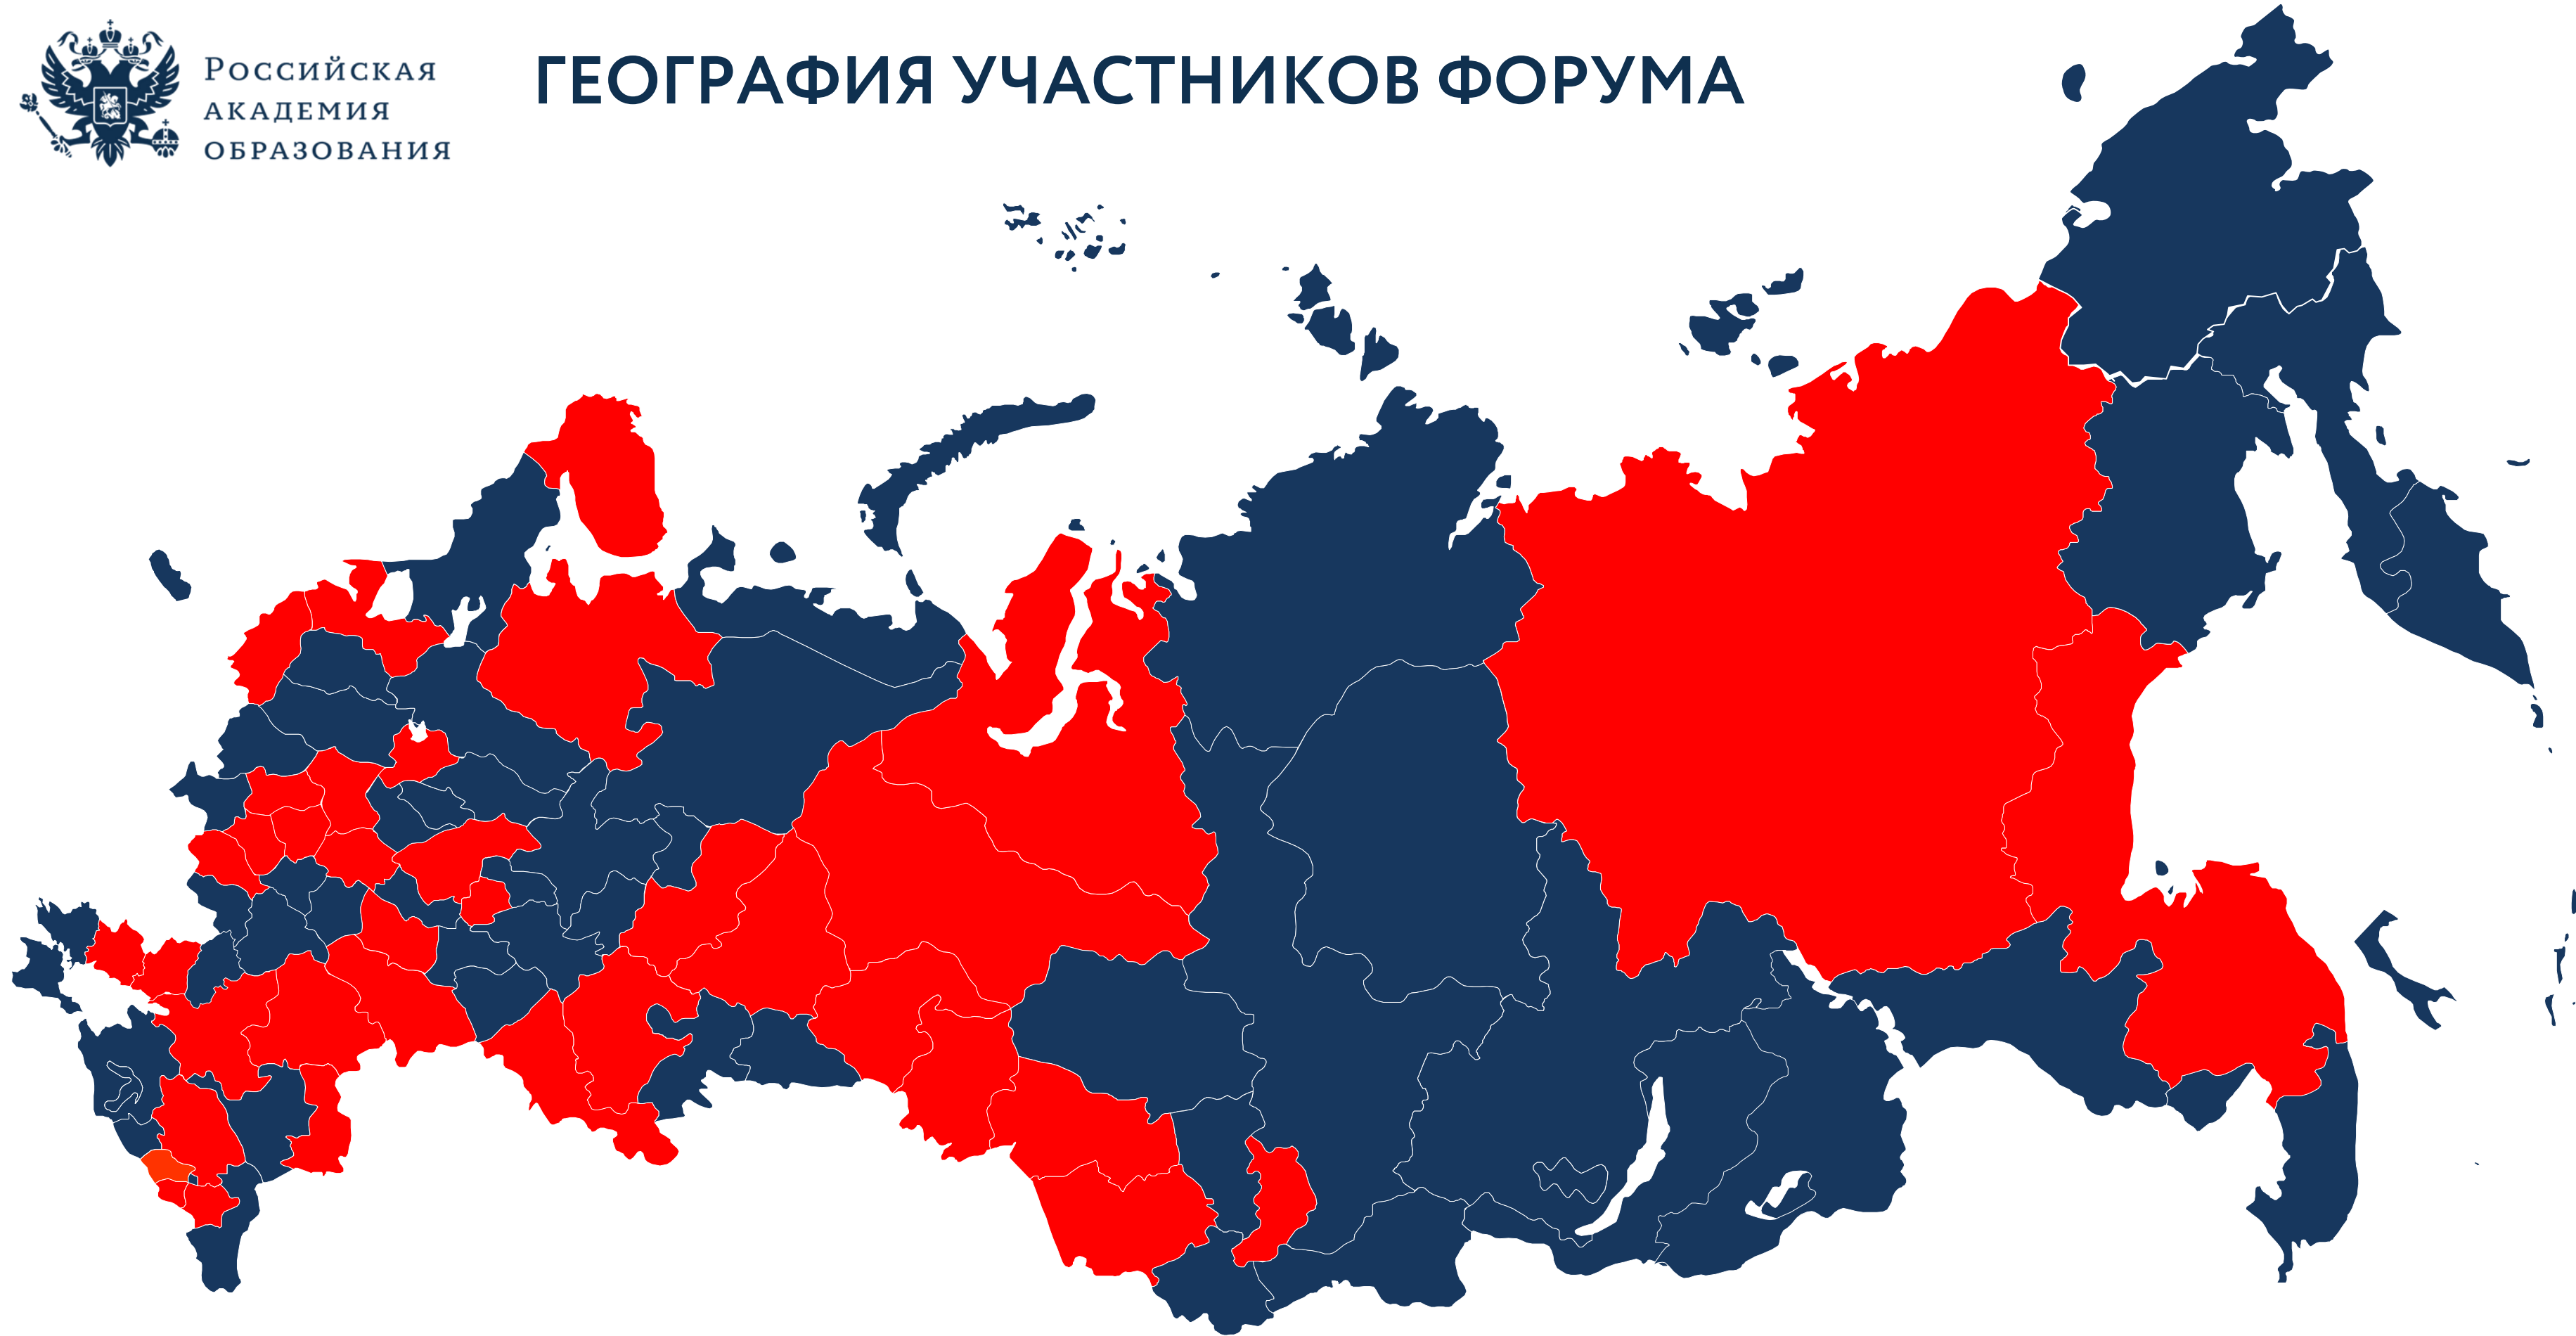 Российская
академия
образования
ГЕОГРАФИЯ УЧАСТНИКОВ ФОРУМА